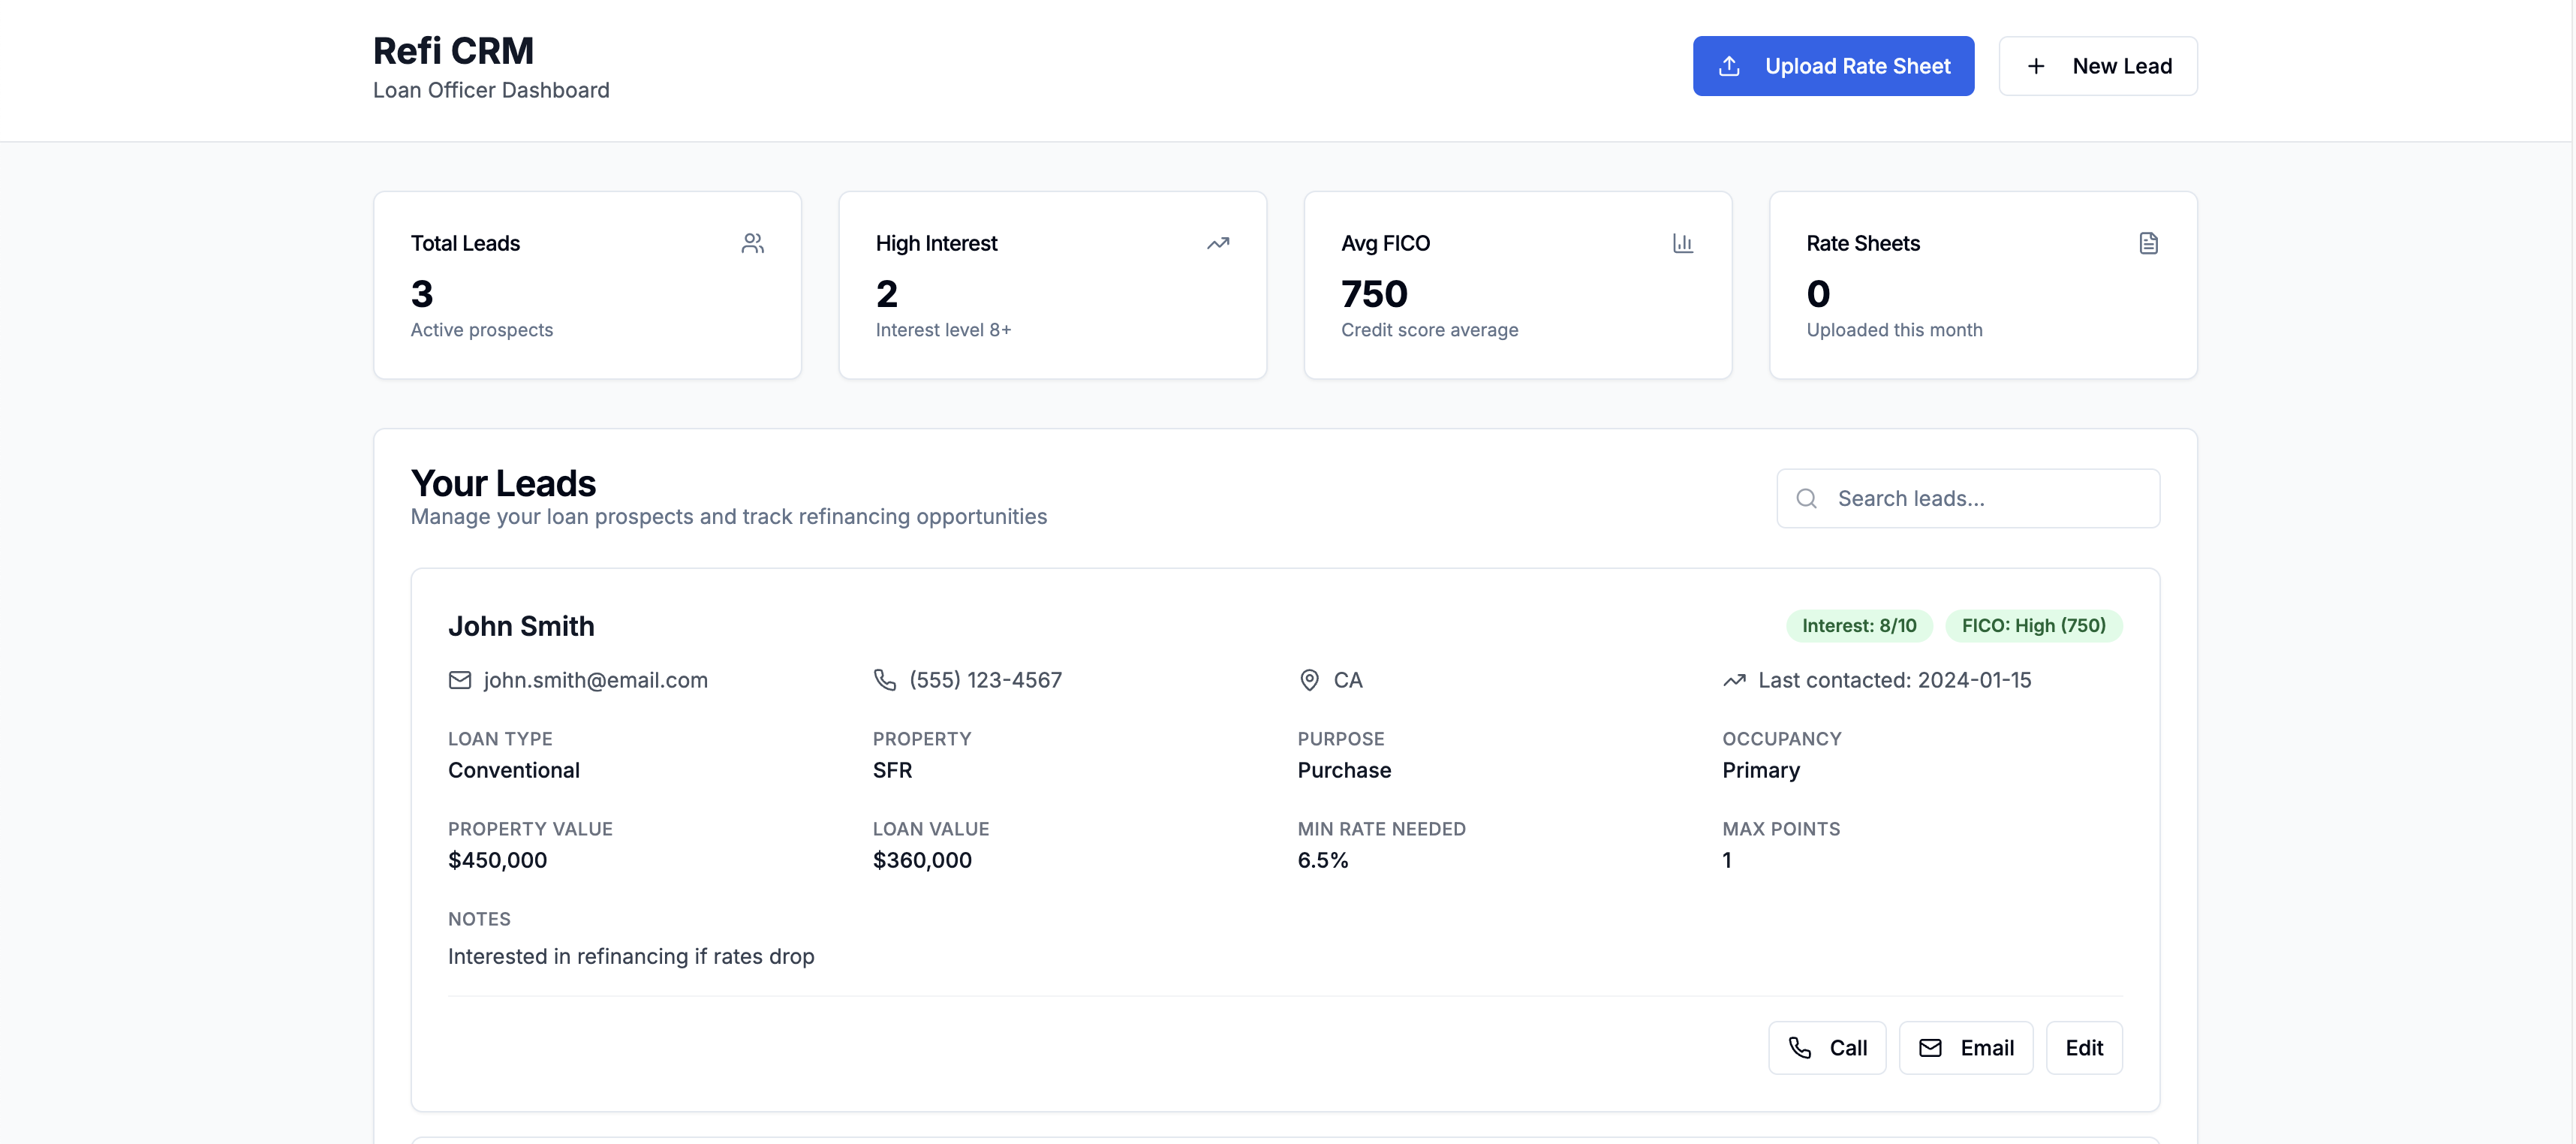 Refi CRM
Loan Officer Dashboard
Upload Rate Sheet
New Lead
Total Leads
3
Active prospects
High Interest
2
Interest level 8+
Avg FICO
750
Credit score average
Rate Sheets
0
Uploaded this month
Your Leads
Manage your loan prospects and track refinancing opportunities
Search leads...
John Smith
Interest: 8/10
FICO: High (750)
john.smith@email.com
(555) 123-4567
CA
Last contacted: 2024-01-15
LOAN TYPE
Conventional
PROPERTY
SFR
PURPOSE
Purchase
OCCUPANCY
Primary
PROPERTY VALUE
$450,000
LOAN VALUE
$360,000
MIN RATE NEEDED
6.5%
MAX POINTS
1
NOTES
Interested in refinancing if rates drop
Call
Email
Edit